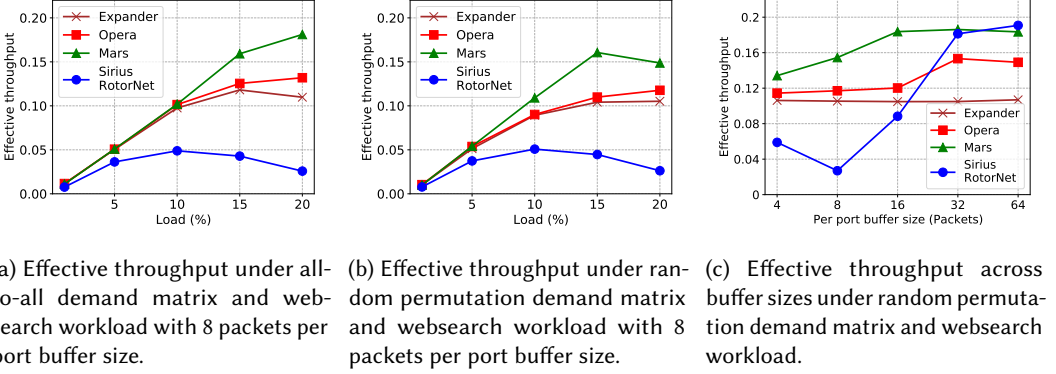 0.20
0.15
0.10
0.05
0.00
Effective throughput
Expander
Opera
Mars
Sirius
RotorNet
5 10 15 20
Load (%)
0.20
0.15
0.10
0.05
0.00
Effective throughput
Expander
Opera
Mars
Sirius
RotorNet
5 10 15 20
Load (%)
0.2
0.16
0.12
0.08
0.04
0
Effective throughput
Expander
Opera
Mars
Sirius
RotorNet
4 8 16 32 64
Per port buffer size (Packets)
a) Effective throughput under all-
o-all demand matrix and web-
search workload with 8 packets per
port buffer size.
(b) Effective throughput under ran-
dom permutation demand matrix
and websearch workload with 8
packets per port buffer size.
(c) Effective throughput across
buffer sizes under random permuta-
tion demand matrix and websearch
workload.